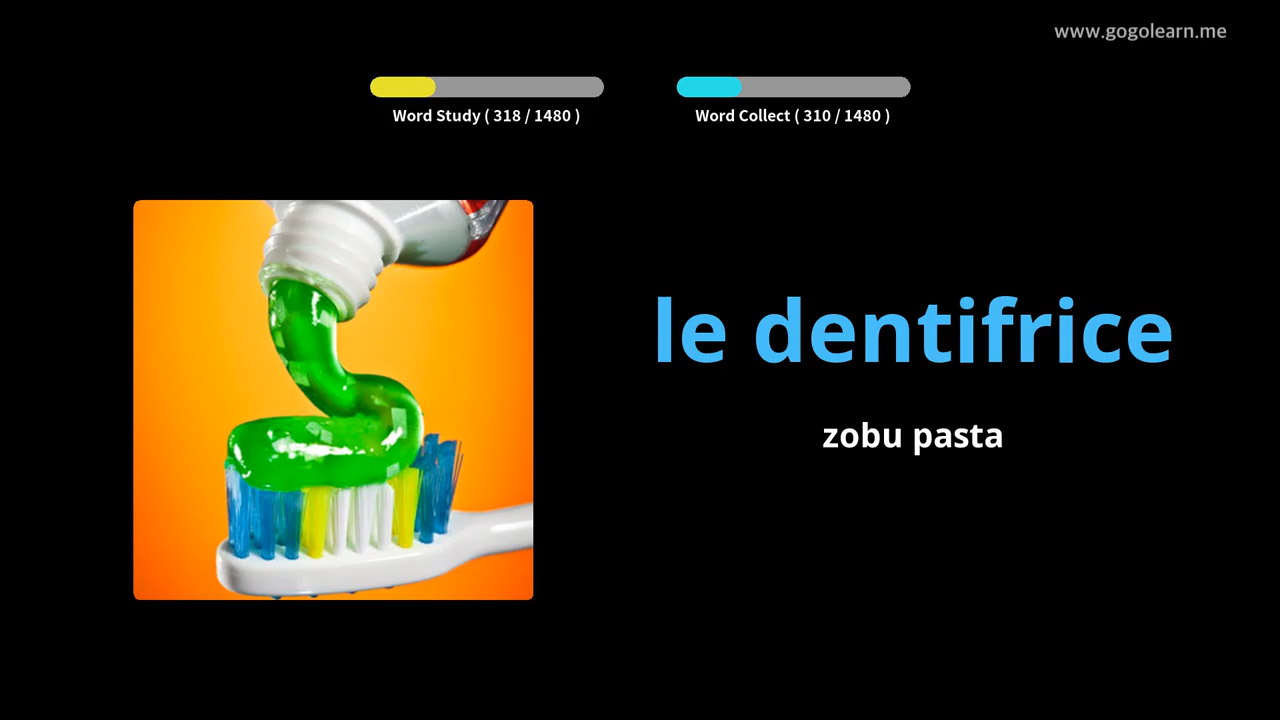 www.gogolearn.me
Word Study ( 318 / 1480 )
Word Collect ( 310 / 1480 )
le dentifrice
zobu pasta